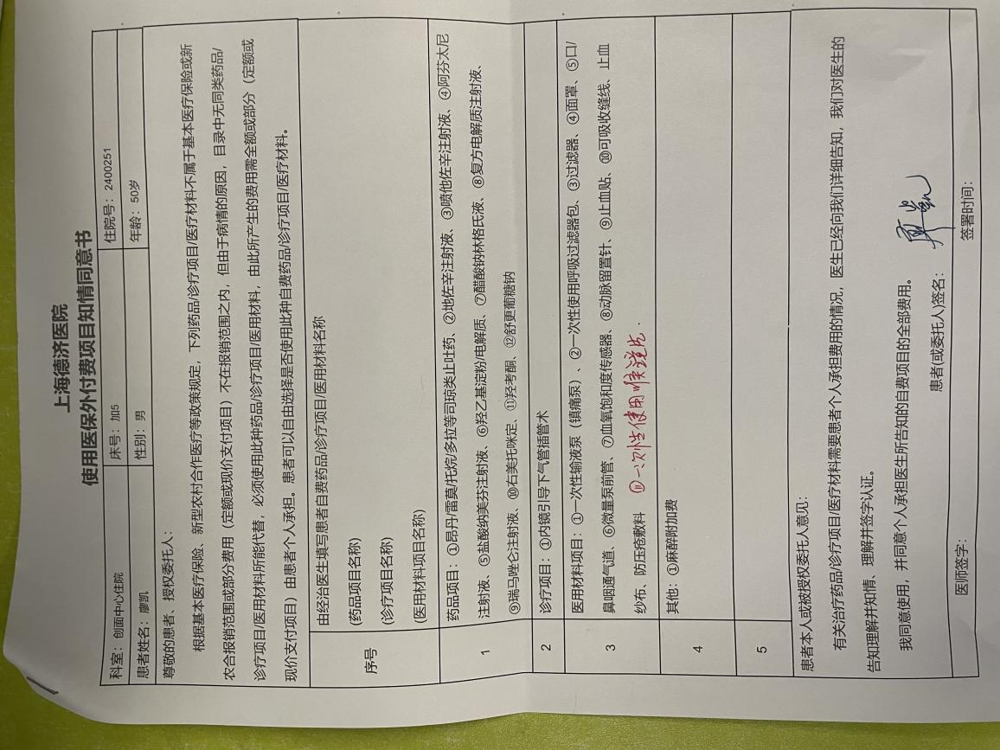 上海德济医院
使用医保外付费项目知情同意书
科室：创面中心住院 床号：加5 住院号：2400251
患者姓名：廖凯 性别：男 年龄：50岁
尊敬的患者、授权委托人：
根据基本医疗保险、新型农村合作医疗等政策规定，下列药品/诊疗项目/医疗材料不属于基本医疗保险或新
农合报销范围或部分费用（定额或现价支付项目）不在报销范围之内，但由于病情的原因，目录中无同类药品/
诊疗项目/医用材料所能代替，必须使用此种药品/诊疗项目/医用材料，由此所产生的费用需全额或部分（定额或
现价支付项目）由患者个人承担。患者可以自由选择是否使用此种自费药品/诊疗项目/医疗材料。
序号
由经治医生填写患者自费药品/诊疗项目/医用材料名称
(药品项目名称)
(诊疗项目名称)
(医用材料项目名称)
1
药品项目：①昂丹/雷莫/托烷/多拉等司琼类止吐药、②地佐辛注射液、③喷他佐辛注射液、④阿芬太尼
注射液、⑤盐酸纳美芬注射液、⑥羟乙基淀粉/电解质、⑦醋酸钠林格氏液、⑧复方电解质注射液、
⑨瑞马唑仑注射液、⑩右美托咪定、⑪羟考酮、⑫舒更葡糖钠
2 诊疗项目：①内镜引导下气管插管术
3
医用材料项目：①一次性输液泵（镇痛泵）、②一次性使用呼吸过滤器包、③过滤器、④面罩、⑤口/
鼻咽通气道、⑥微量泵前管、⑦血氧饱和度传感器、⑧动脉留置针、⑨止血贴、⑩可吸收缝线、止血
纱布、防压疮敷料 ⑪一次性使用喉镜片.
4 其他：①麻醉附加费
5
患者本人或被授权委托人意见：
有关治疗药品/诊疗项目/医疗材料需要患者个人承担费用的情况，医生已经向我们详细告知，我们对医生的
告知理解并知情、理解并签字认证。
我同意使用，并同意个人承担医生所告知的自费项目的全部费用。
患者(或委托人)签名：
医师签字： 签署时间：